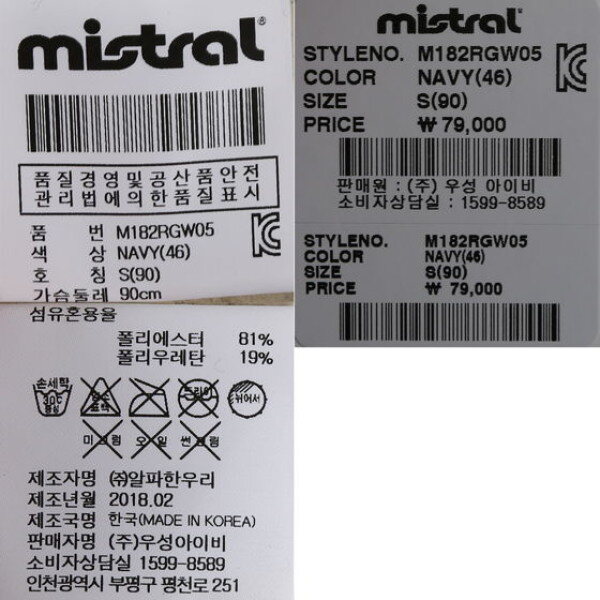 mistral®
품질경영및공산품안전
관리법에의한품질표시
품 번 M182RGW05
색 상 NAVY(46)
호 칭 S(90)
가슴둘레 90cm
섬유혼용율
폴리에스터 81%
폴리우레탄 19%
손세탁
30℃
중성
염소
표백
드라이
뉘어서
미싱크림
오일
썬크림
제조자명 ㈜알파한우리
제조년월 2018.02
제조국명 한국(MADE IN KOREA)
판매자명 (주)우성아이비
소비자상담실 1599-8589
인천광역시 부평구 평천로 251
mistral®
STYLENO. M182RGW05
COLOR NAVY(46)
SIZE S(90)
PRICE ₩ 79,000
판매원 : (주) 우성 아이비
소비자상담실 : 1599-8589
STYLENO. M182RGW05
COLOR NAVY(46)
SIZE S(90)
PRICE ₩ 79,000